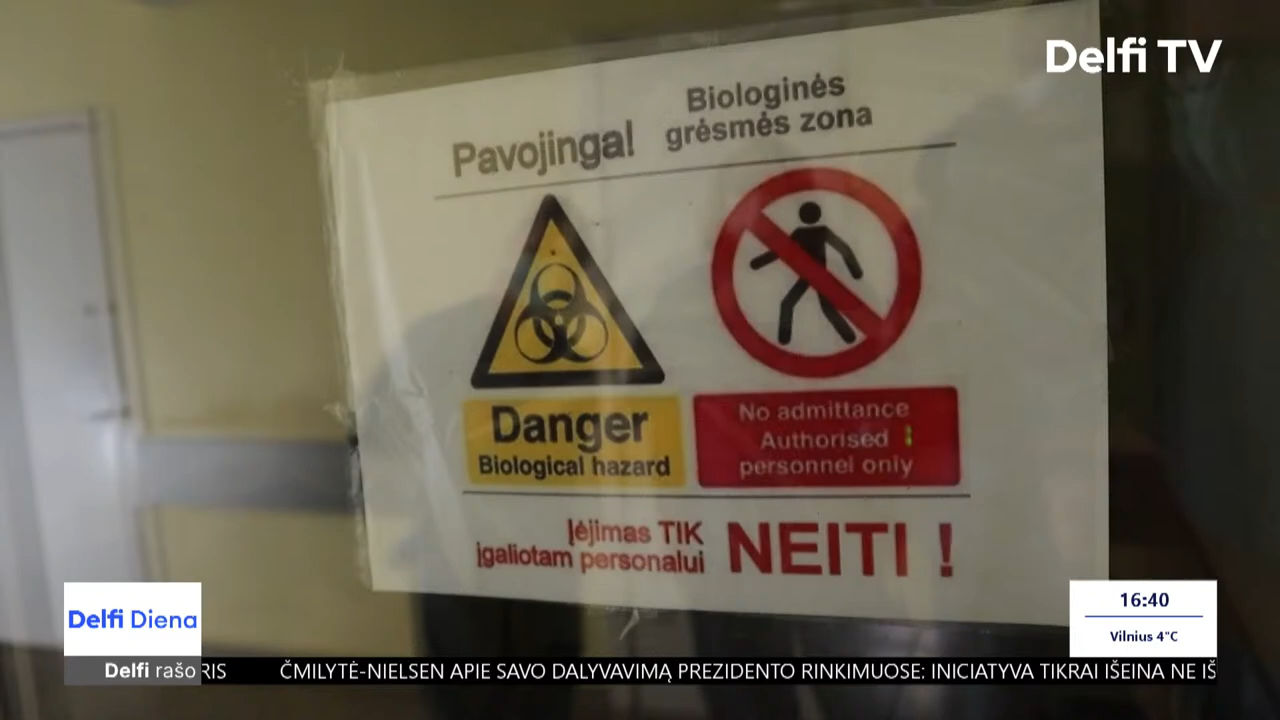 Delfi TV
Biologinės
Pavojinga! grėsmės zona
Danger
Biological hazard
No admittance
Authorised
personnel only
Įėjimas TIK
įgaliotam personalui
NEITI !
Delfi Diena
16:40
Vilnius 4°C
Delfi rašo RIS ČMILYTĖ-NIELSEN APIE SAVO DALYVAVIMĄ PREZIDENTO RINKIMUOSE: INICIATYVA TIKRAI IŠEINA NE IŠ